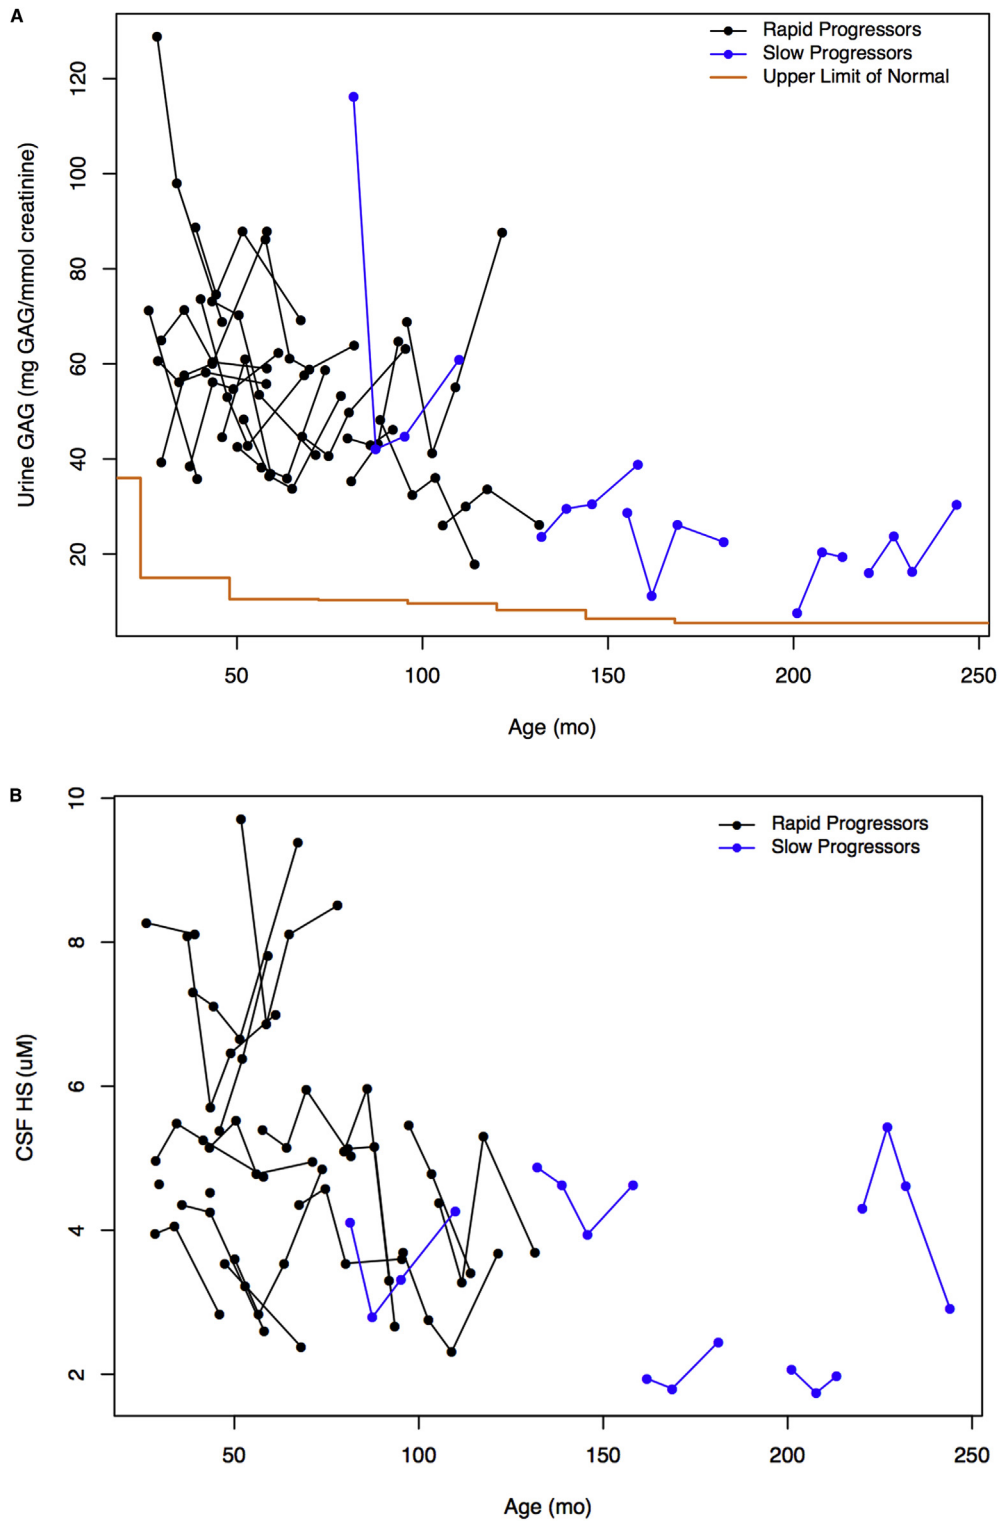 A
Rapid Progressors
Slow Progressors
Upper Limit of Normal
Urine GAG (mg GAG/mmol creatinine)
120
100
80
60
40
20
50 100 150 200 250
Age (mo)
B
Rapid Progressors
Slow Progressors
CSF HS (uM)
10
8
6
4
2
50 100 150 200 250
Age (mo)